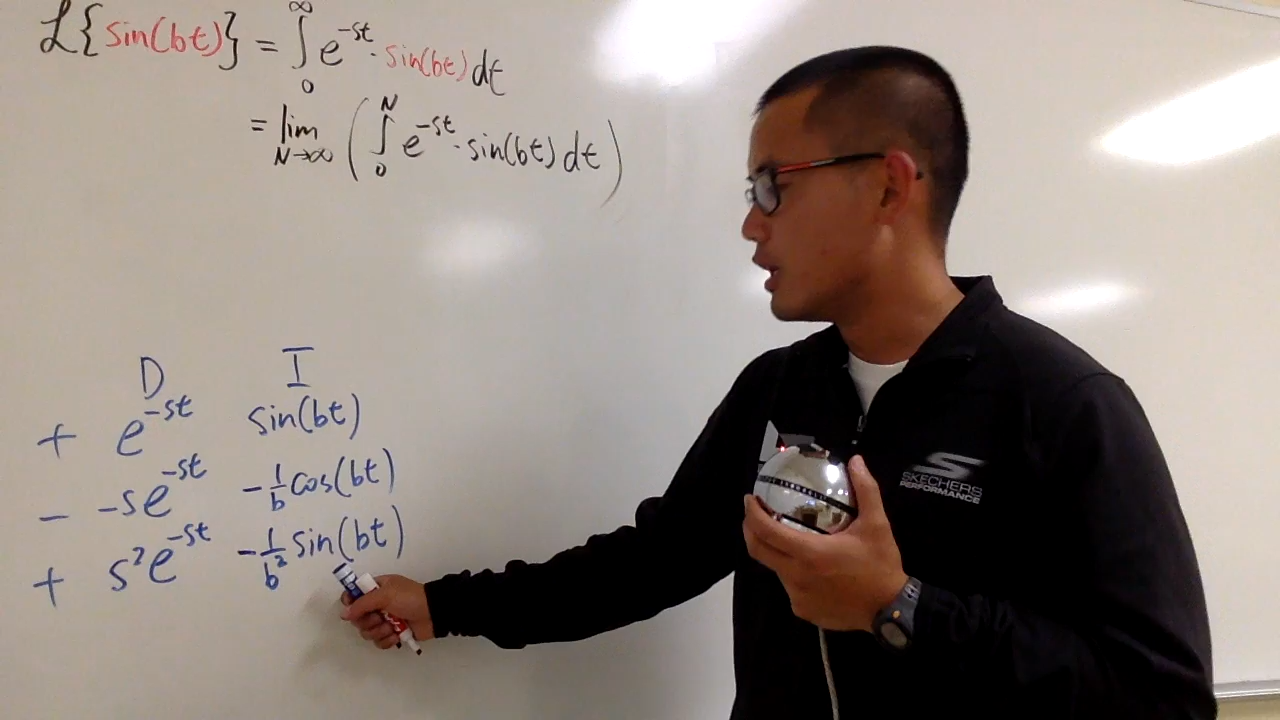 ℒ{sin(bt)} = ∫₀^∞ e^{-st}·sin(bt) dt
= lim_{N→∞} (∫₀^N e^{-st}·sin(bt) dt)
D I
+ e^{-st} sin(bt)
- -se^{-st} -1/b cos(bt)
+ s²e^{-st} -1/b² sin(bt)
SKECHERS
PERFORMANCE